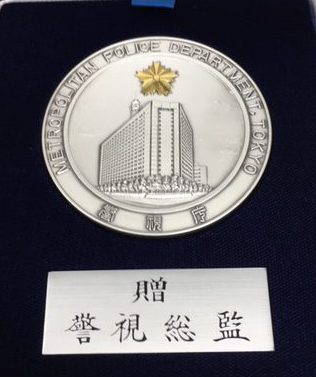 METROPOLITAN POLICE DEPARTMENT, TOKYO
警視庁
贈
警視総監